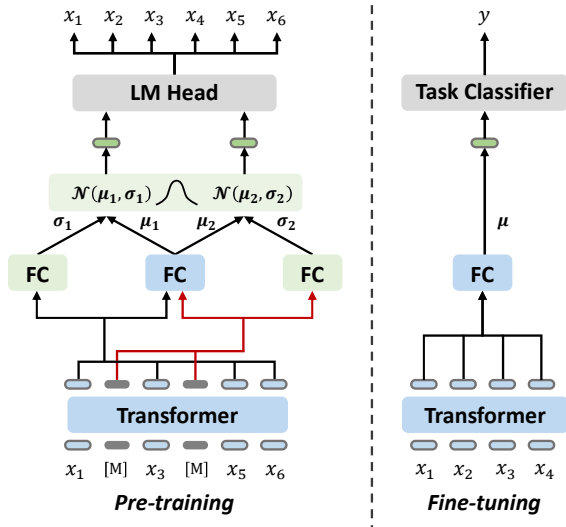 x₁ x₂ x₃ x₄ x₅ x₆
LM Head
𝒩(μ₁, σ₁) 𝒩(μ₂, σ₂)
σ₁ μ₁ μ₂ σ₂
FC FC FC
Transformer
x₁ [M] x₃ [M] x₅ x₆
Pre-training
y
Task Classifier
μ
FC
Transformer
x₁ x₂ x₃ x₄
Fine-tuning